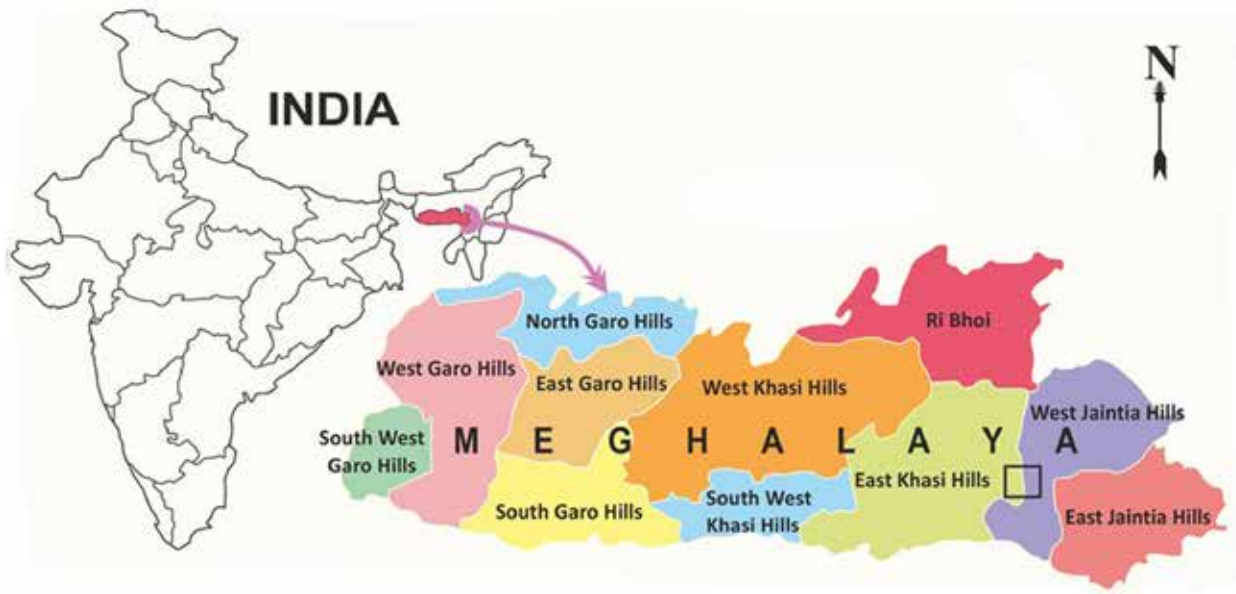 INDIA
N
North Garo Hills
Ri Bhoi
West Garo Hills
East Garo Hills
West Khasi Hills
West Jaintia Hills
South West
Garo Hills
MEGHALAYA
East Khasi Hills
South Garo Hills
South West
Khasi Hills
East Jaintia Hills